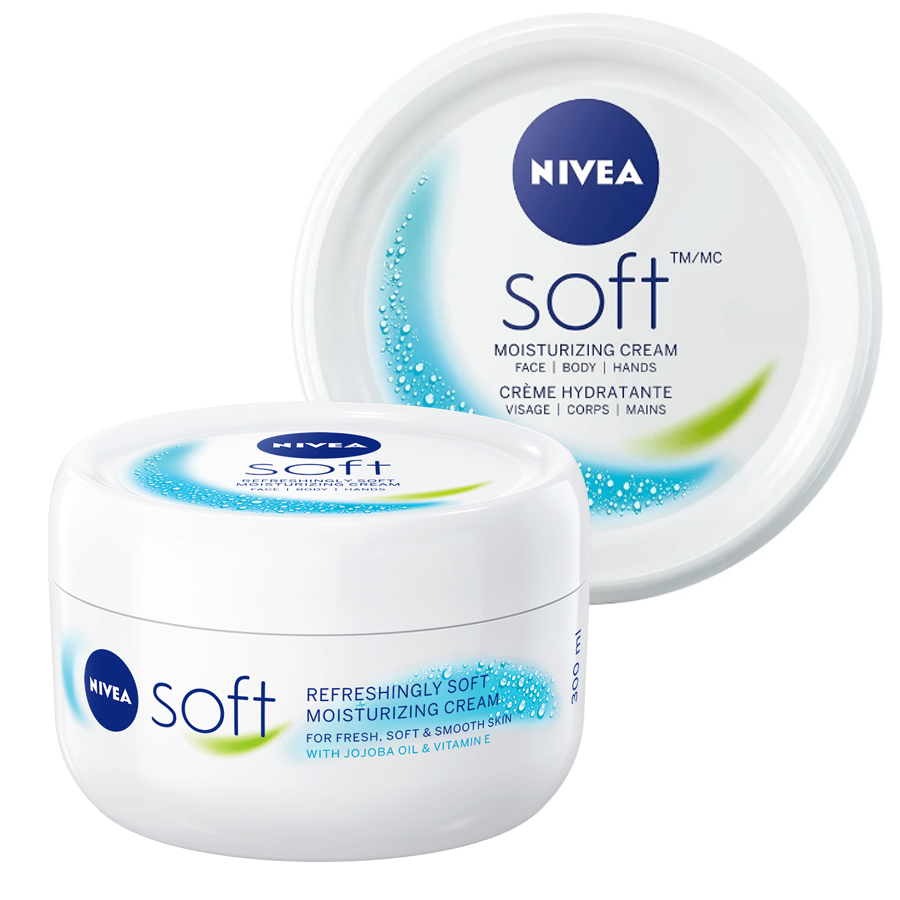 NIVEA
soft TM/MC
MOISTURIZING CREAM
FACE | BODY | HANDS
CRÈME HYDRATANTE
VISAGE | CORPS | MAINS
NIVEA
soft
REFRESHINGLY SOFT
MOISTURIZING CREAM
FACE | BODY | HANDS
NIVEA
soft
REFRESHINGLY SOFT
MOISTURIZING CREAM
FOR FRESH, SOFT & SMOOTH SKIN
WITH JOJOBA OIL & VITAMIN E
300 ml